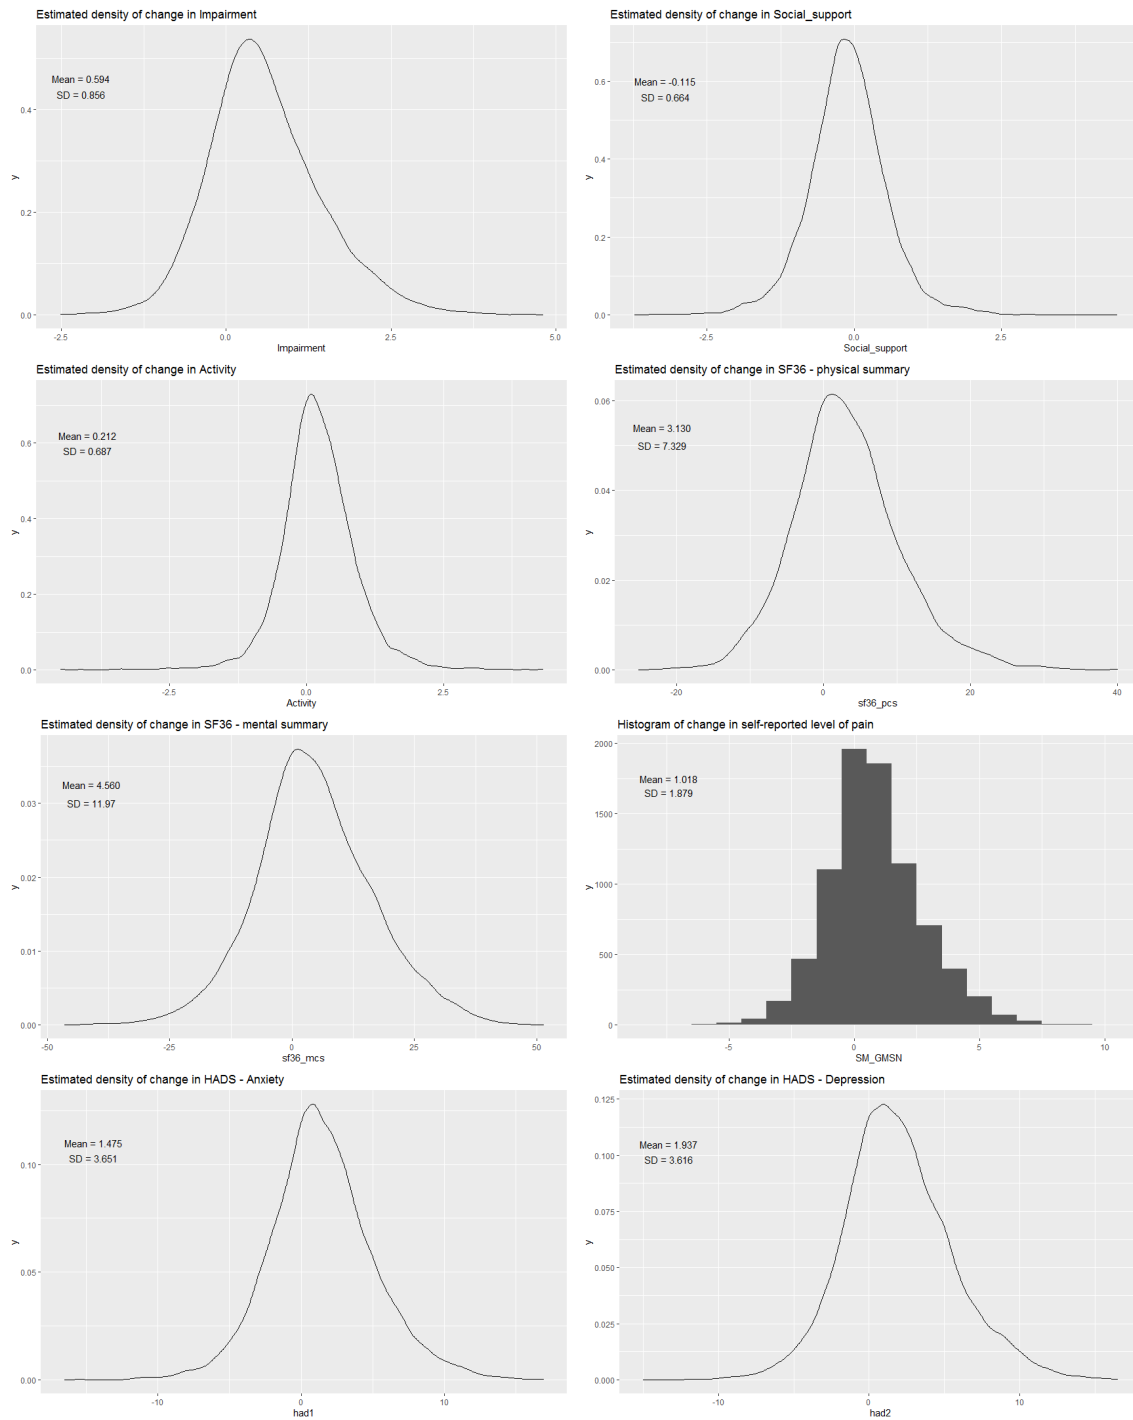 Estimated density of change in Impairment
Mean = 0.594
SD = 0.856
0.4
0.2
0.0
y
-2.5 0.0 2.5 5.0
Impairment
Estimated density of change in Social_support
Mean = -0.115
SD = 0.664
0.6
0.4
0.2
0.0
y
-2.5 0.0 2.5
Social_support
Estimated density of change in Activity
Mean = 0.212
SD = 0.687
0.6
0.4
0.2
0.0
y
-2.5 0.0 2.5
Activity
Estimated density of change in SF36 - physical summary
Mean = 3.130
SD = 7.329
0.06
0.04
0.02
0.00
y
-20 0 20 40
sf36_pcs
Estimated density of change in SF36 - mental summary
Mean = 4.560
SD = 11.97
0.03
0.02
0.01
0.00
y
-50 -25 0 25 50
sf36_mcs
Histogram of change in self-reported level of pain
Mean = 1.018
SD = 1.879
2000
1500
1000
500
0
y
-5 0 5 10
SM_GMSN
Estimated density of change in HADS - Anxiety
Mean = 1.475
SD = 3.651
0.10
0.05
0.00
y
-10 0 10
had1
Estimated density of change in HADS - Depression
Mean = 1.937
SD = 3.616
0.125
0.100
0.075
0.050
0.025
0.000
y
-10 0 10
had2